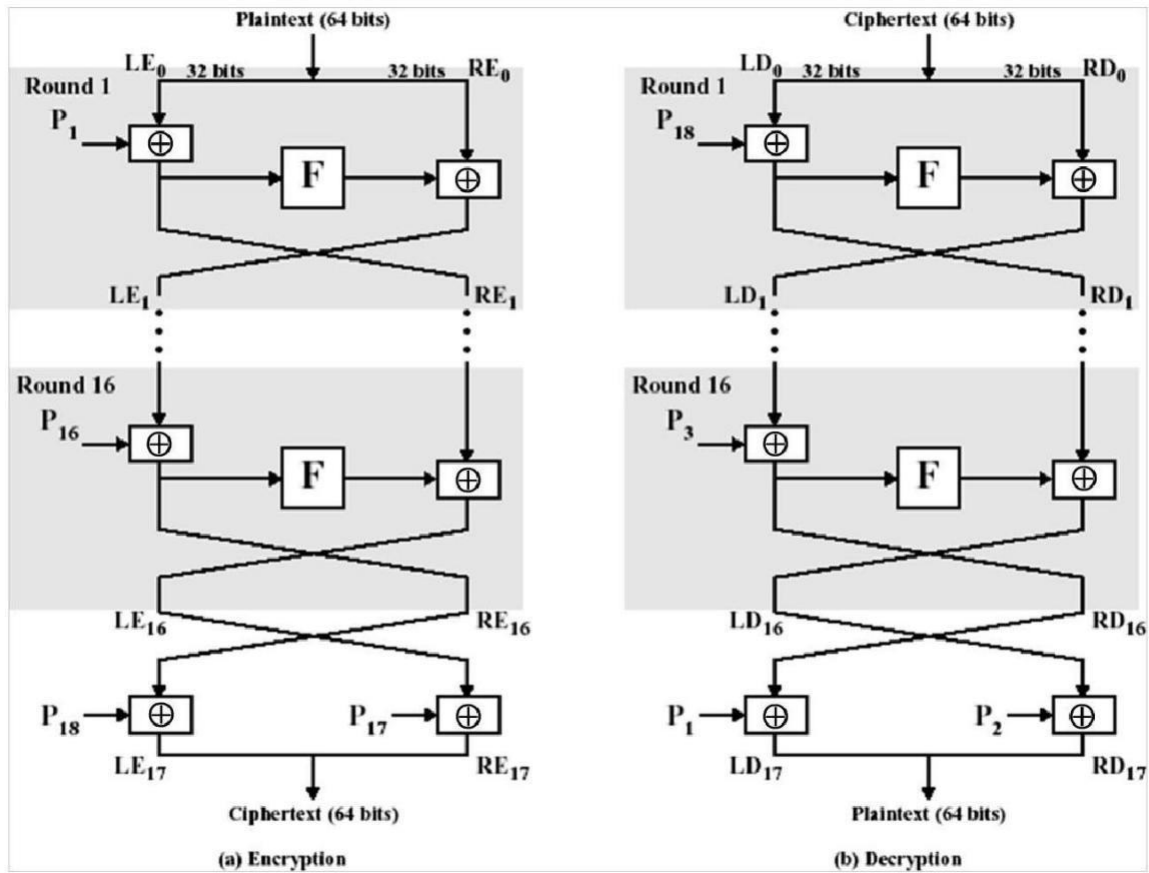 Plaintext (64 bits)
LE0 32 bits 32 bits RE0
Round 1
P1
F
LE1 RE1
Round 16
P16
F
LE16 RE16
P18 P17
LE17 RE17
Ciphertext (64 bits)
(a) Encryption
Ciphertext (64 bits)
LD0 32 bits 32 bits RD0
Round 1
P18
F
LD1 RD1
Round 16
P3
F
LD16 RD16
P1 P2
LD17 RD17
Plaintext (64 bits)
(b) Decryption